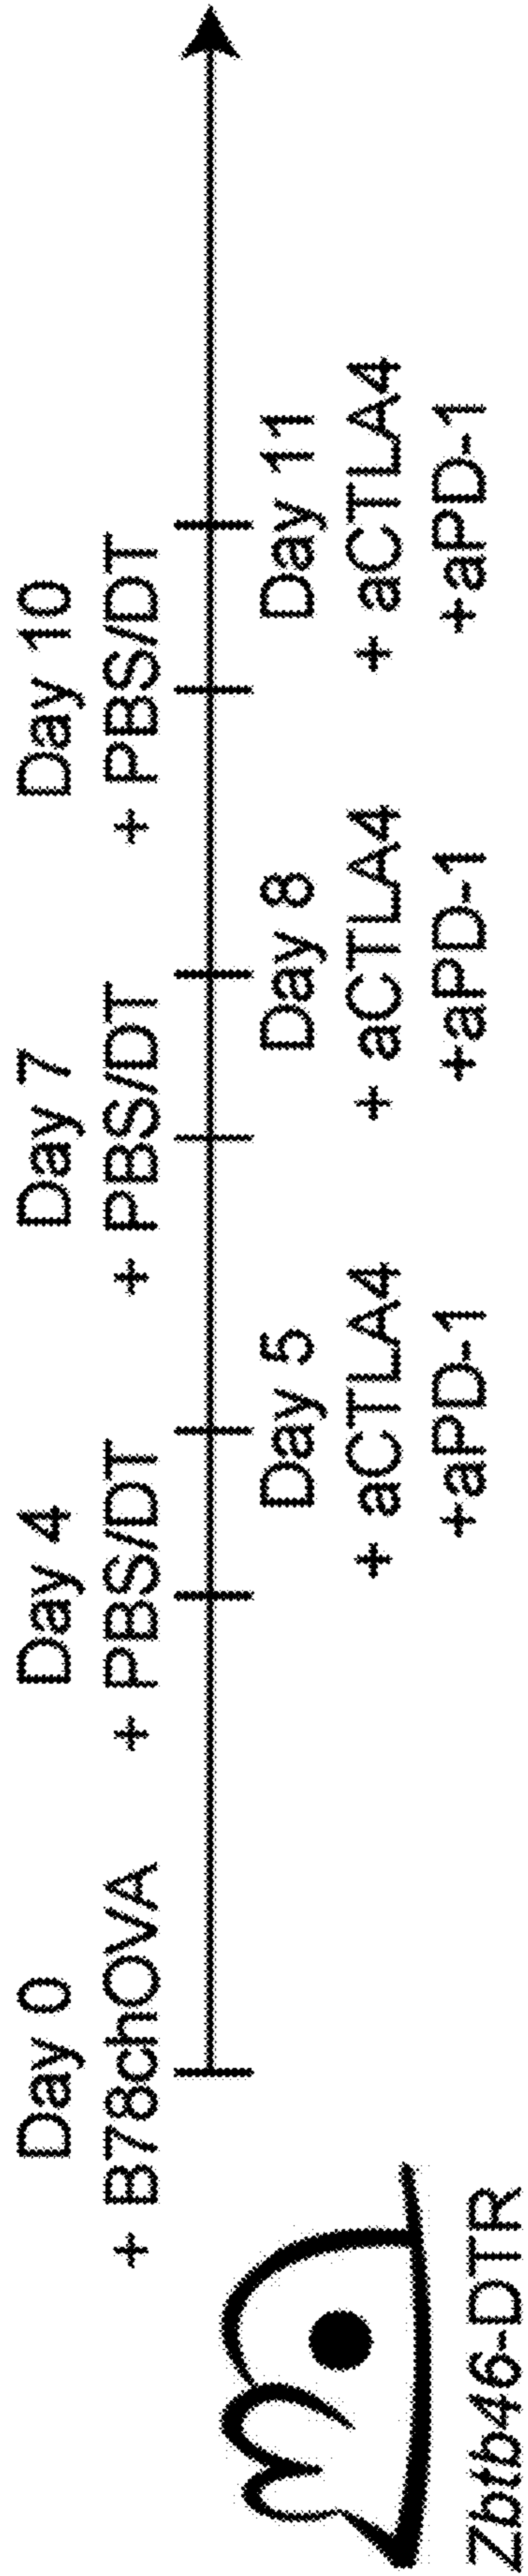 Day 0
+ B78chOVA
Day 4
+ PBS/DT
Day 7
+ PBS/DT
Day 10
+ PBS/DT
Day 5
+ aCTLA4
+aPD-1
Day 8
+ aCTLA4
+aPD-1
Day 11
+ aCTLA4
+aPD-1
Zbtb46-DTR